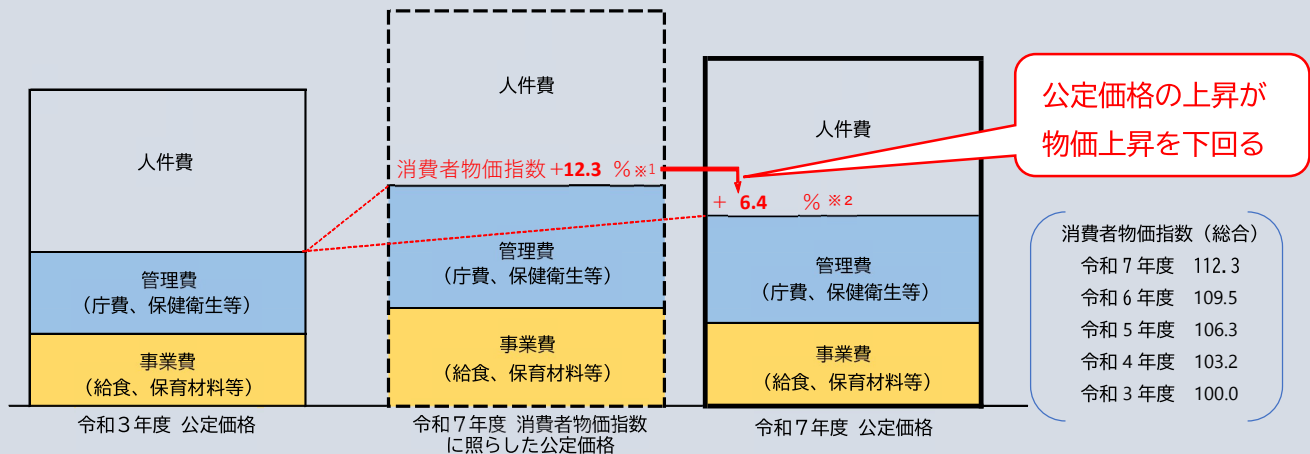 人件費
管理費
（庁費、保健衛生等）
事業費
（給食、保育材料等）
令和３年度 公定価格
人件費
消費者物価指数＋12.3 ％※1
管理費
（庁費、保健衛生等）
事業費
（給食、保育材料等）
令和７年度 消費者物価指数
に照らした公定価格
人件費
＋ 6.4 ％ ※2
管理費
（庁費、保健衛生等）
事業費
（給食、保育材料等）
令和７年度 公定価格
公定価格の上昇が
物価上昇を下回る
消費者物価指数（総合）
令和７年度 112.3
令和６年度 109.5
令和５年度 106.3
令和４年度 103.2
令和３年度 100.0